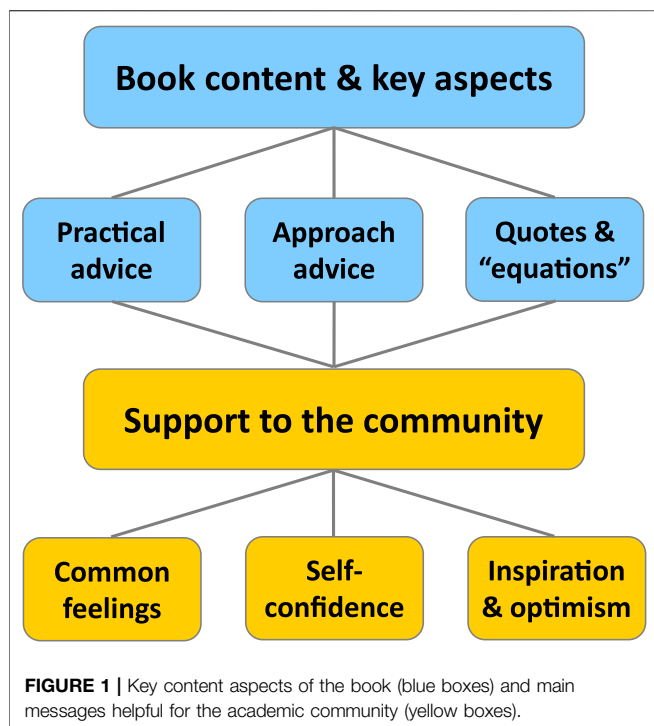 Book content & key aspects
Practical
advice
Approach
advice
Quotes &
“equations”
Support to the community
Common
feelings
Self-
confidence
Inspiration
& optimism
FIGURE 1 | Key content aspects of the book (blue boxes) and main
messages helpful for the academic community (yellow boxes).